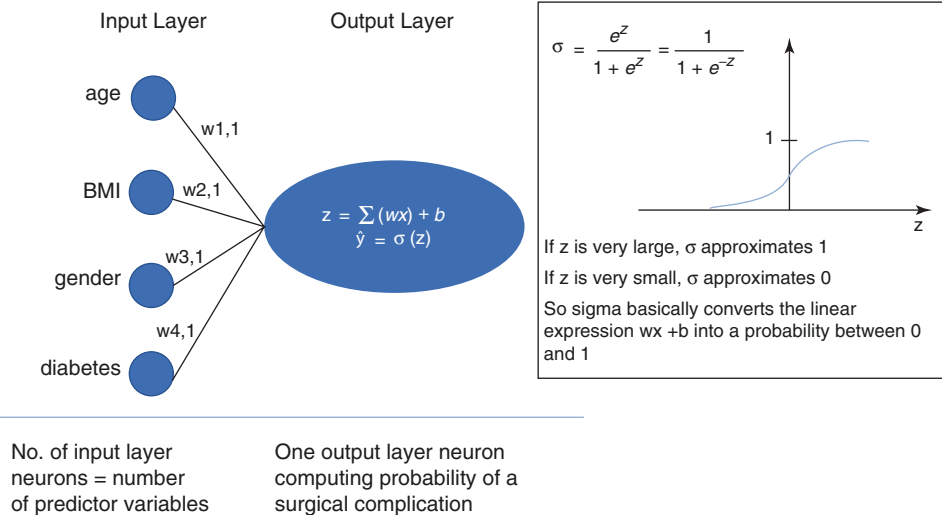 Input Layer
Output Layer
age
w1,1
BMI
w2,1
gender
w3,1
diabetes
w4,1
z = ∑ (wx) + b
ŷ = σ (z)
σ = e^z / (1 + e^z) = 1 / (1 + e^-z)
1
z
If z is very large, σ approximates 1
If z is very small, σ approximates 0
So sigma basically converts the linear
expression wx +b into a probability between 0
and 1
No. of input layer
neurons = number
of predictor variables
One output layer neuron
computing probability of a
surgical complication